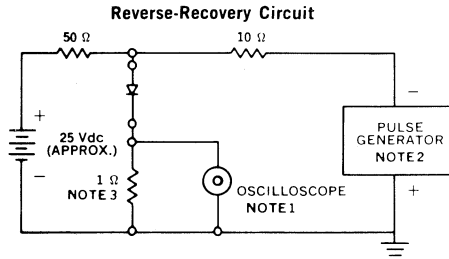 Reverse-Recovery Circuit
50 Ω
10 Ω
+
25 Vdc
(APPROX.)
−
1 Ω
NOTE 3
OSCILLOSCOPE
NOTE 1
−
PULSE
GENERATOR
NOTE 2
+